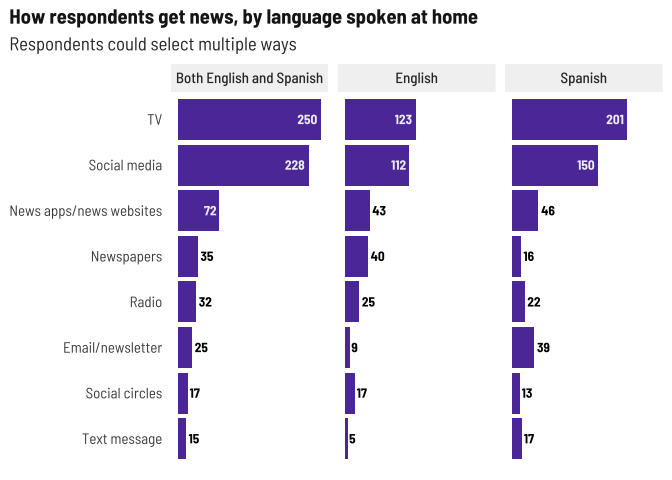 How respondents get news, by language spoken at home
Respondents could select multiple ways
Both English and Spanish English Spanish
TV 250 123 201
Social media 228 112 150
News apps/news websites 72 43 46
Newspapers 35 40 16
Radio 32 25 22
Email/newsletter 25 9 39
Social circles 17 17 13
Text message 15 5 17